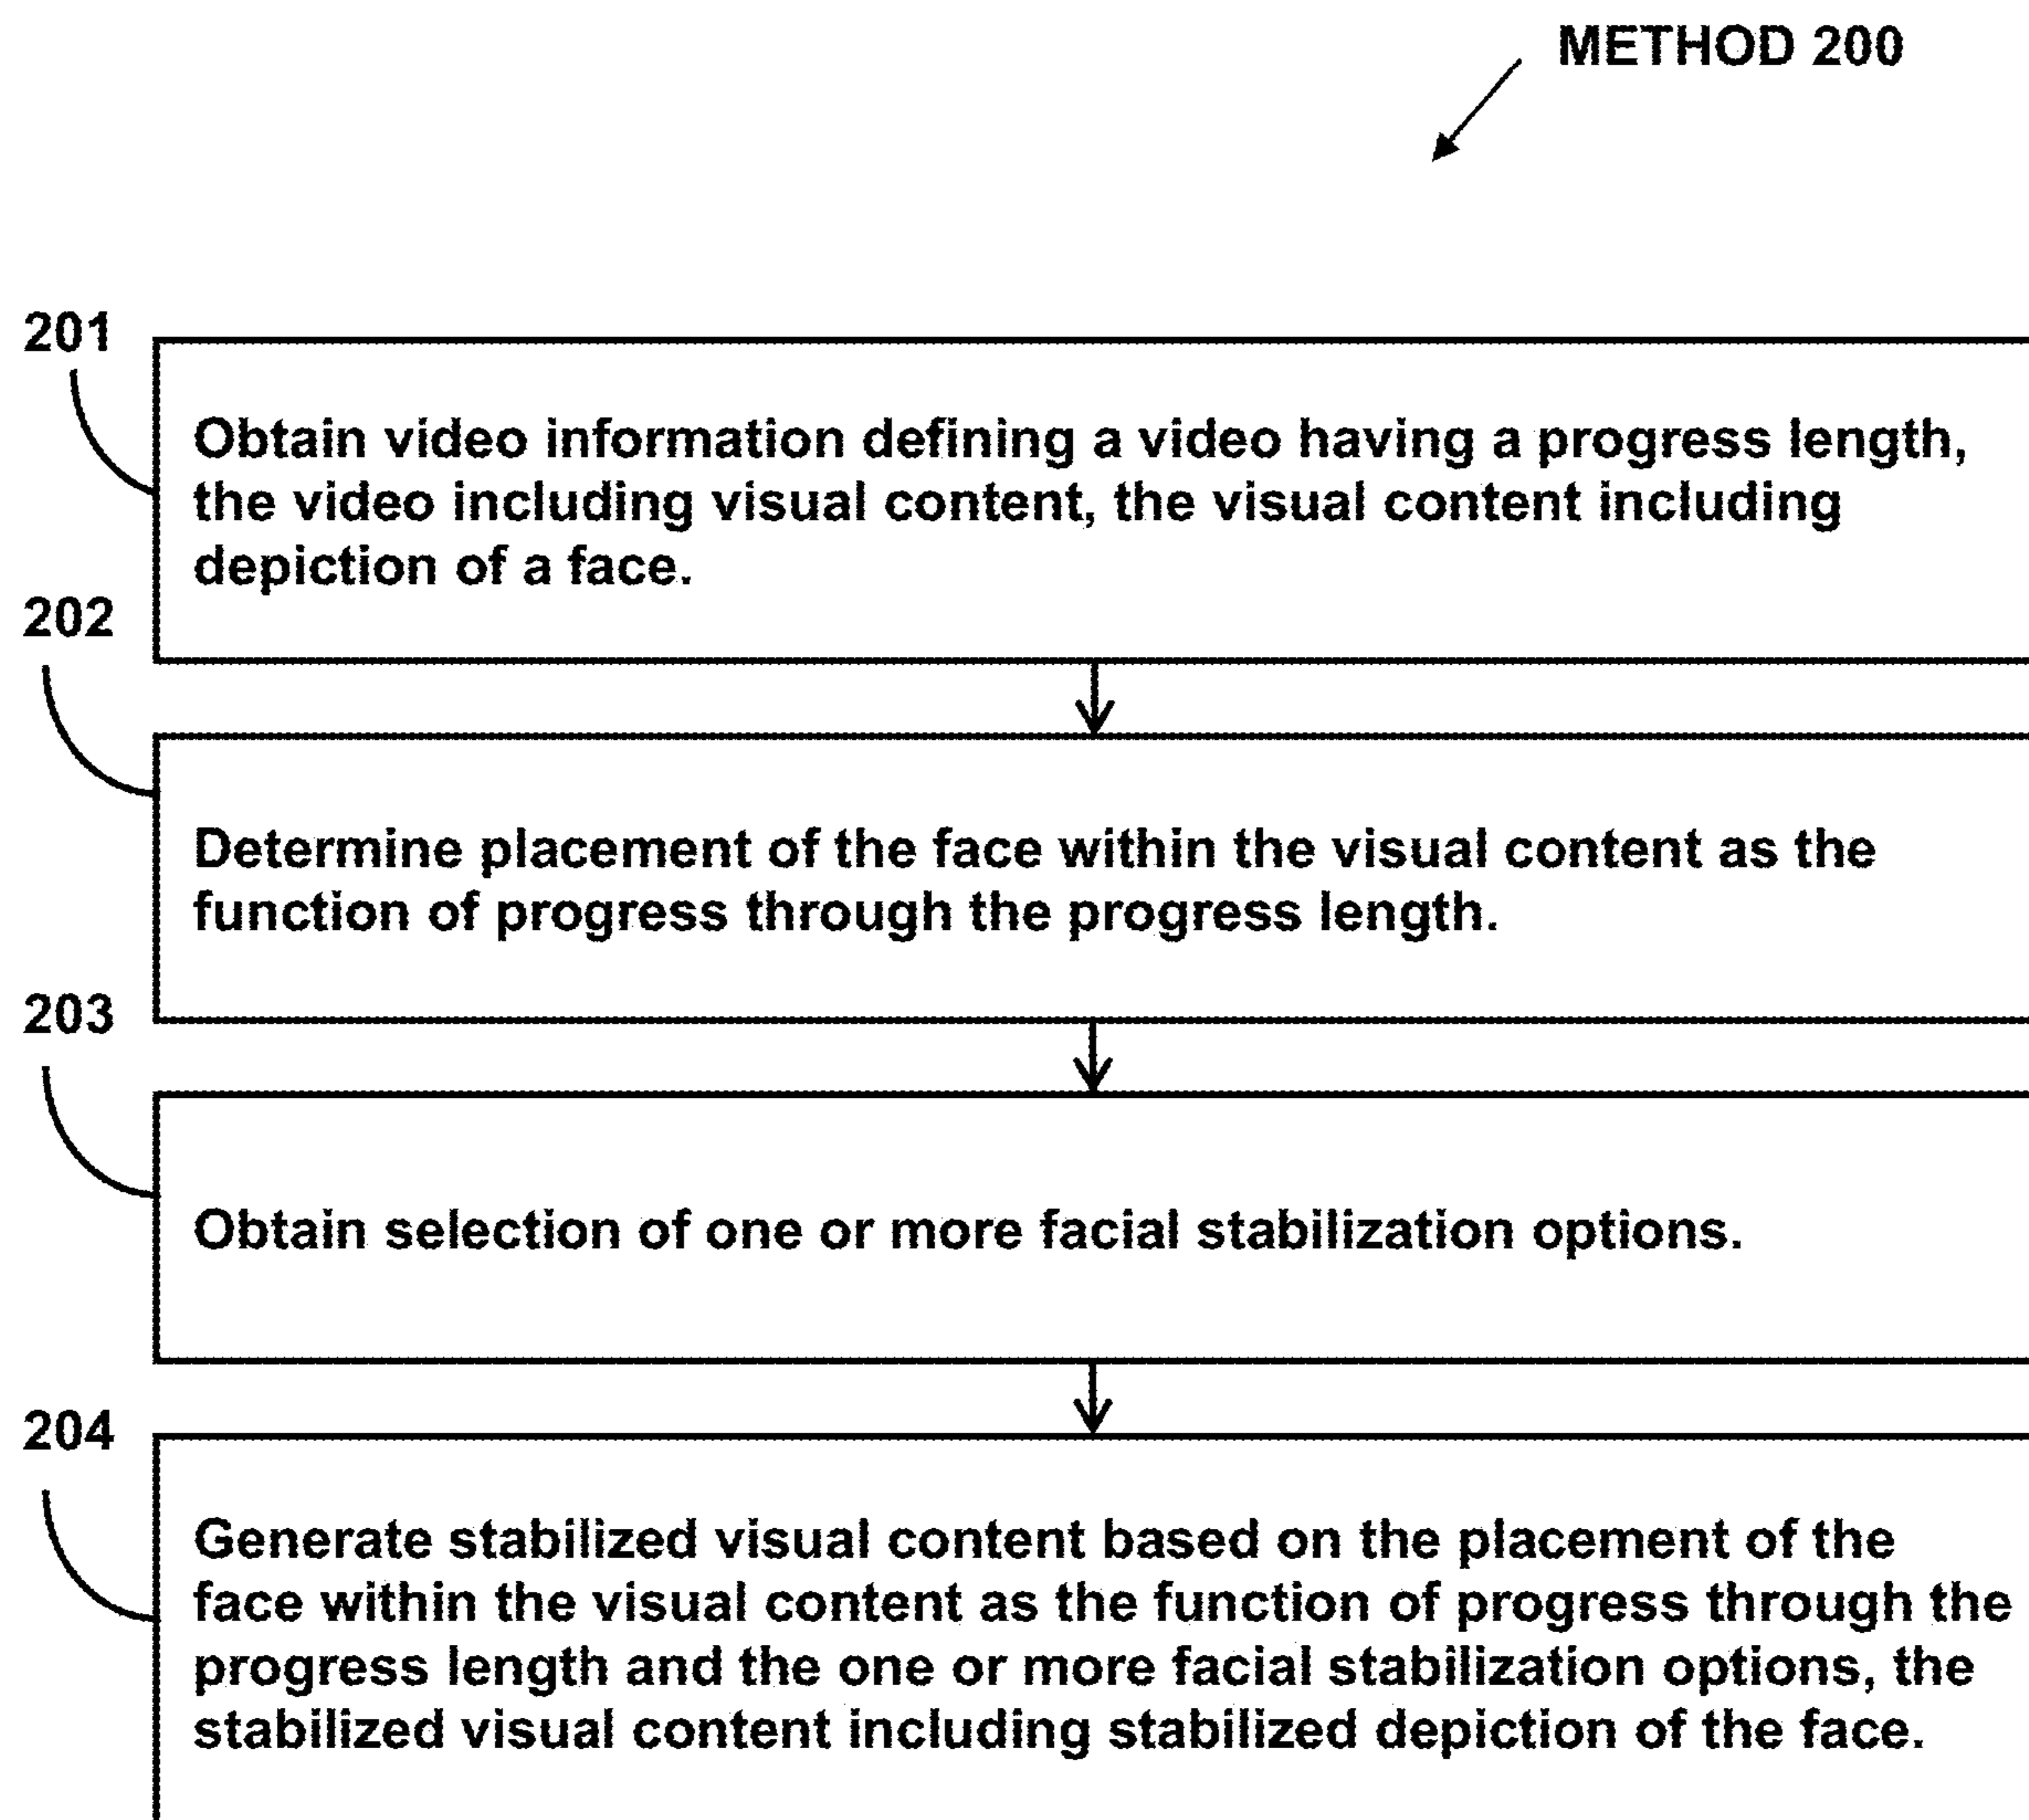 METHOD 200
201
Obtain video information defining a video having a progress length,
the video including visual content, the visual content including
depiction of a face.
202
Determine placement of the face within the visual content as the
function of progress through the progress length.
203
Obtain selection of one or more facial stabilization options.
204
Generate stabilized visual content based on the placement of the
face within the visual content as the function of progress through the
progress length and the one or more facial stabilization options, the
stabilized visual content including stabilized depiction of the face.